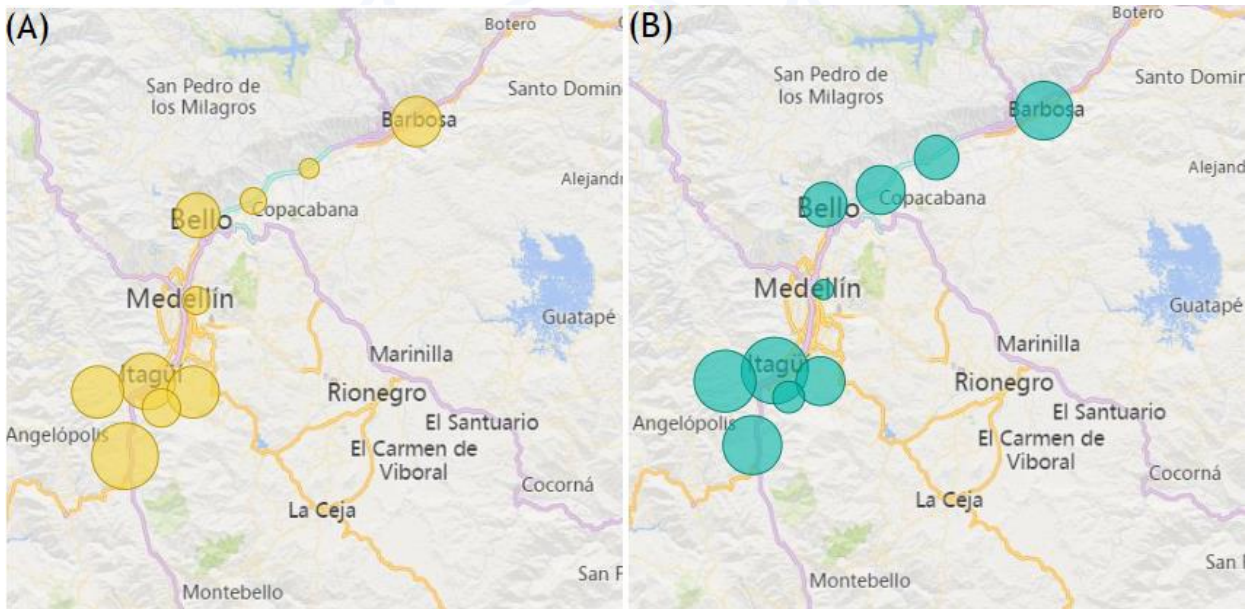 (A)
Botero
San Pedro de
los Milagros
Santo Domin
Barbosa
Alejand
Bello
Copacabana
Medellín
Guatapé
Marinilla
Itagüí
Rionegro
Angelópolis
El Santuario
El Carmen de
Viboral
Cocorná
La Ceja
Montebello
San F
(B)
Botero
San Pedro de
los Milagros
Santo Doming
Barbosa
Alejandr
Bello
Copacabana
Medellín
Guatapé
Marinilla
Itagüí
Rionegro
Angelópolis
El Santuario
El Carmen de
Viboral
Cocorná
La Ceja
Montebello